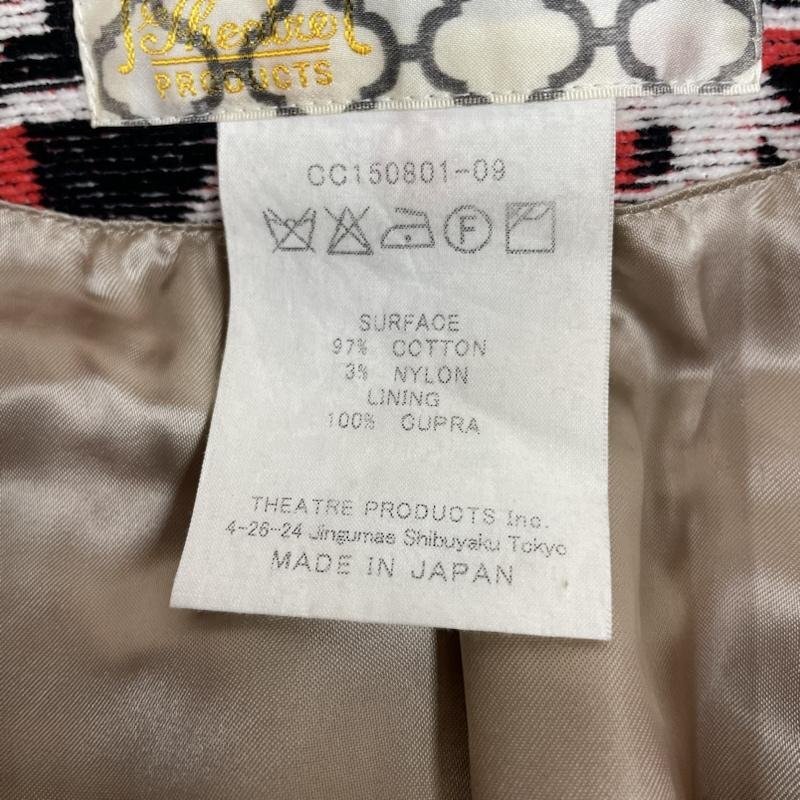 Theatre
PRODUCTS
CC150801-09
F
SURFACE
97% COTTON
3% NYLON
LINING
100% CUPRA
THEATRE PRODUCTS Inc.
4-26-24 Jingumae Shibuyaku Tokyo
MADE IN JAPAN